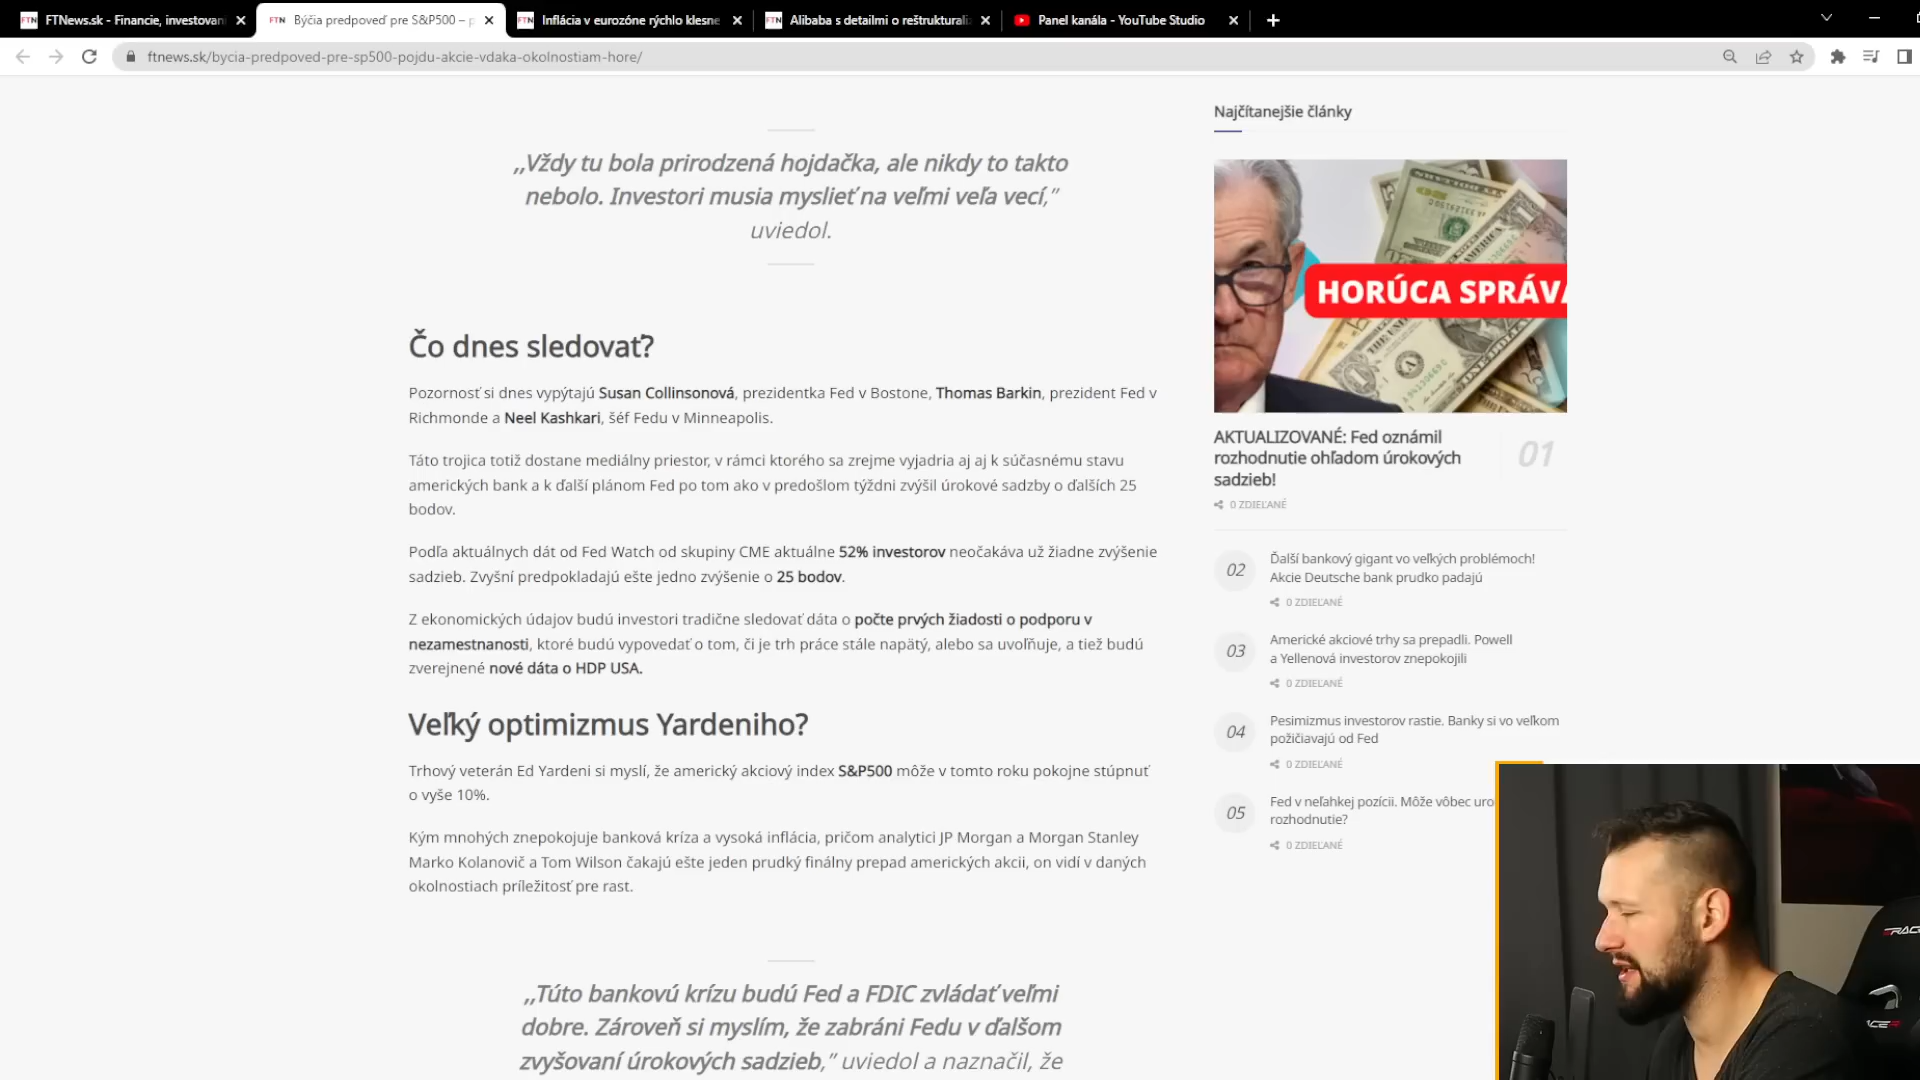 FTNews.sk - Financie, investovani
Býčia predpoveď pre S&P500 – p
Inflácia v eurozóne rýchlo klesne
Alibaba s detailmi o reštrukturali
Panel kanála - YouTube Studio
ftnews.sk/bycia-predpoved-pre-sp500-pojdu-akcie-vdaka-okolnostiam-hore/
,,Vždy tu bola prirodzená hojdačka, ale nikdy to takto
nebolo. Investori musia myslieť na veľmi veľa vecí,”
uviedol.
Čo dnes sledovať?
Pozornosť si dnes vypýtajú Susan Collinsonová, prezidentka Fed v Bostone, Thomas Barkin, prezident Fed v
Richmonde a Neel Kashkari, šéf Fedu v Minneapolis.
Táto trojica totiž dostane mediálny priestor, v rámci ktorého sa zrejme vyjadria aj aj k súčasnému stavu
amerických bank a k ďalší plánom Fed po tom ako v predošlom týždni zvýšil úrokové sadzby o ďalších 25
bodov.
Podľa aktuálnych dát od Fed Watch od skupiny CME aktuálne 52% investorov neočakáva už žiadne zvýšenie
sadzieb. Zvyšní predpokladajú ešte jedno zvýšenie o 25 bodov.
Z ekonomických údajov budú investori tradične sledovať dáta o počte prvých žiadosti o podporu v
nezamestnanosti, ktoré budú vypovedať o tom, či je trh práce stále napätý, alebo sa uvoľňuje, a tiež budú
zverejnené nové dáta o HDP USA.
Veľký optimizmus Yardeniho?
Trhový veterán Ed Yardeni si myslí, že americký akciový index S&P500 môže v tomto roku pokojne stúpnuť
o vyše 10%.
Kým mnohých znepokojuje banková kríza a vysoká inflácia, pričom analytici JP Morgan a Morgan Stanley
Marko Kolanovič a Tom Wilson čakajú ešte jeden prudký finálny prepad amerických akcii, on vidí v daných
okolnostiach príležitosť pre rast.
,,Túto bankovú krízu budú Fed a FDIC zvládať veľmi
dobre. Zároveň si myslím, že zabráni Fedu v ďalšom
zvyšovaní úrokových sadzieb,” uviedol a naznačil, že
Najčítanejšie články
HORÚCA SPRÁVA
AKTUALIZOVANÉ: Fed oznámil
rozhodnutie ohľadom úrokových
sadzieb!
01
0 ZDIEĽANÉ
02
Ďalší bankový gigant vo veľkých problémoch!
Akcie Deutsche bank prudko padajú
0 ZDIEĽANÉ
03
Americké akciové trhy sa prepadli. Powell
a Yellenová investorov znepokojili
0 ZDIEĽANÉ
04
Pesimizmus investorov rastie. Banky si vo veľkom
požičiavajú od Fed
0 ZDIEĽANÉ
05
Fed v neľahkej pozícii. Môže vôbec uro
rozhodnutie?
0 ZDIEĽANÉ